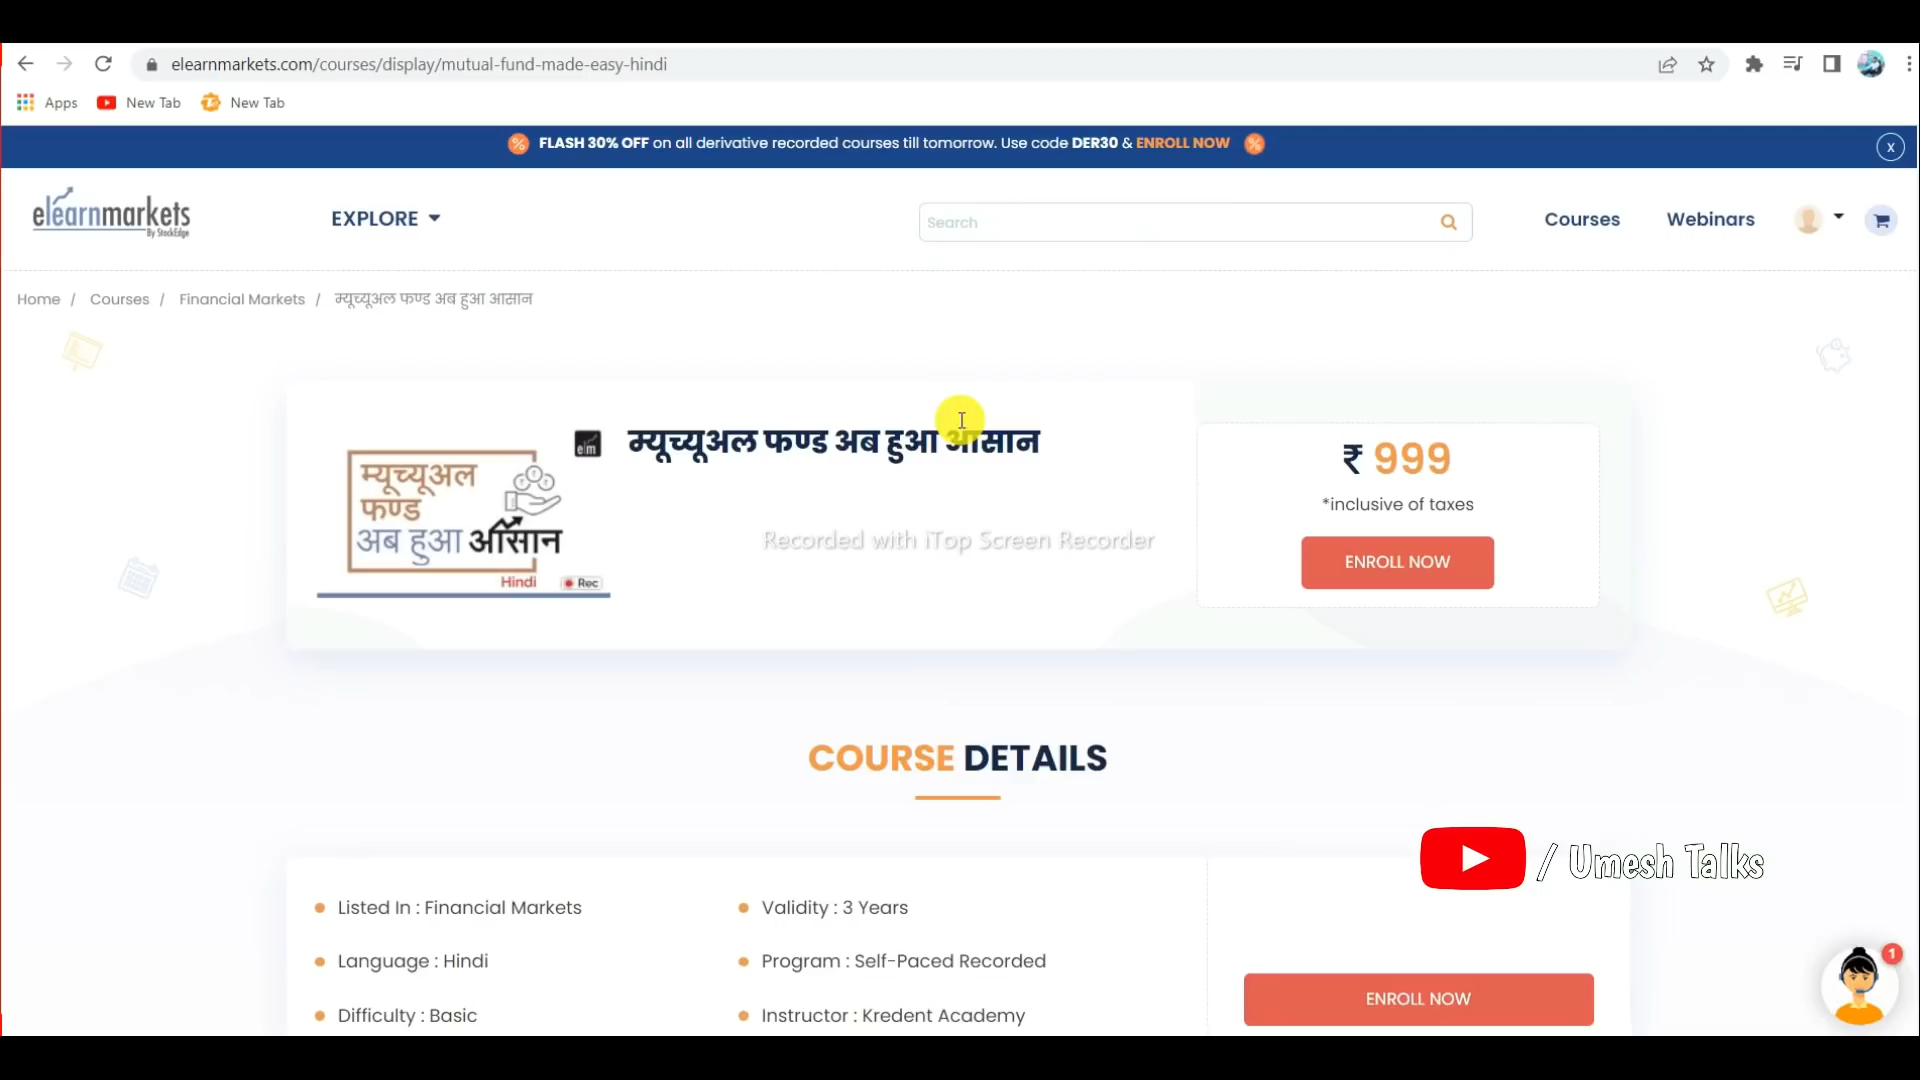 elearnmarkets.com/courses/display/mutual-fund-made-easy-hindi
Apps New Tab New Tab
FLASH 30% OFF on all derivative recorded courses till tomorrow. Use code DER30 & ENROLL NOW
x
elearnmarkets
By StockEdge
EXPLORE
Search
Courses Webinars
Home / Courses / Financial Markets / म्यूच्यूअल फण्ड अब हुआ आसान
म्यूच्यूअल
फण्ड
अब हुआ आसान
Hindi Rec
elm
म्यूच्यूअल फण्ड अब हुआ आसान
Recorded with iTop Screen Recorder
₹ 999
*inclusive of taxes
ENROLL NOW
COURSE DETAILS
/ Umesh Talks
Listed In : Financial Markets
Validity : 3 Years
Language : Hindi
Program : Self-Paced Recorded
Difficulty : Basic
Instructor : Kredent Academy
ENROLL NOW
1